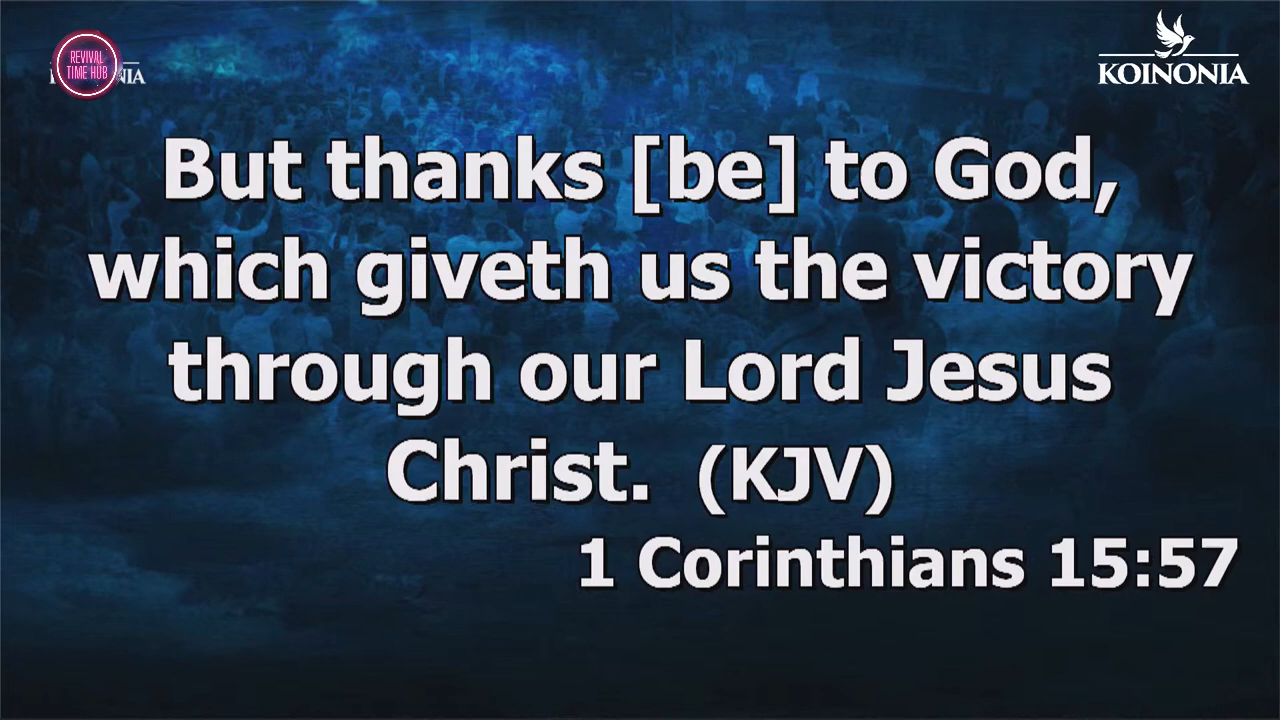 REVIVAL
TIME HUB
KOINONIA
But thanks [be] to God,
which giveth us the victory
through our Lord Jesus
Christ. (KJV)
1 Corinthians 15:57